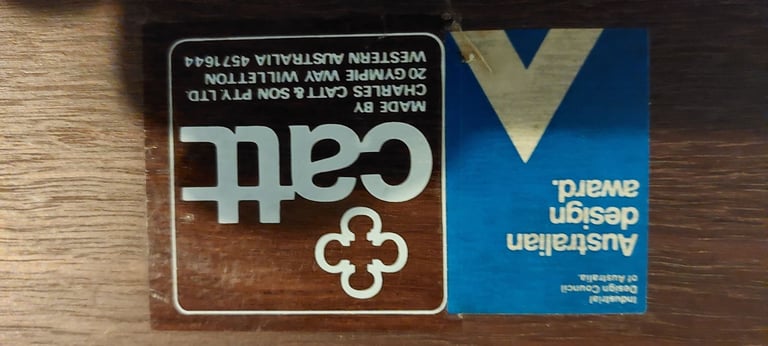 Industrial
Design Council
of Australia.
Australian
design
award.
catt
MADE BY
CHARLES CATT & SON PTY. LTD.
20 GYMPIE WAY WILLETTON
WESTERN AUSTRALIA 4571644